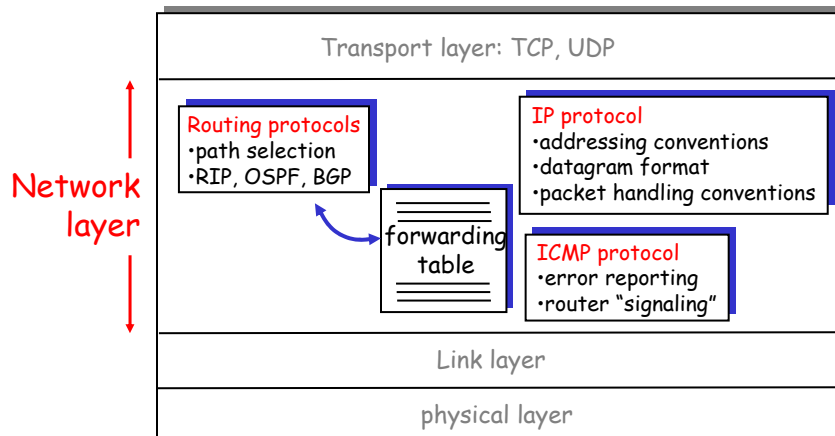 Transport layer: TCP, UDP
Network
layer
Routing protocols
•path selection
•RIP, OSPF, BGP
forwarding
table
IP protocol
•addressing conventions
•datagram format
•packet handling conventions
ICMP protocol
•error reporting
•router “signaling”
Link layer
physical layer